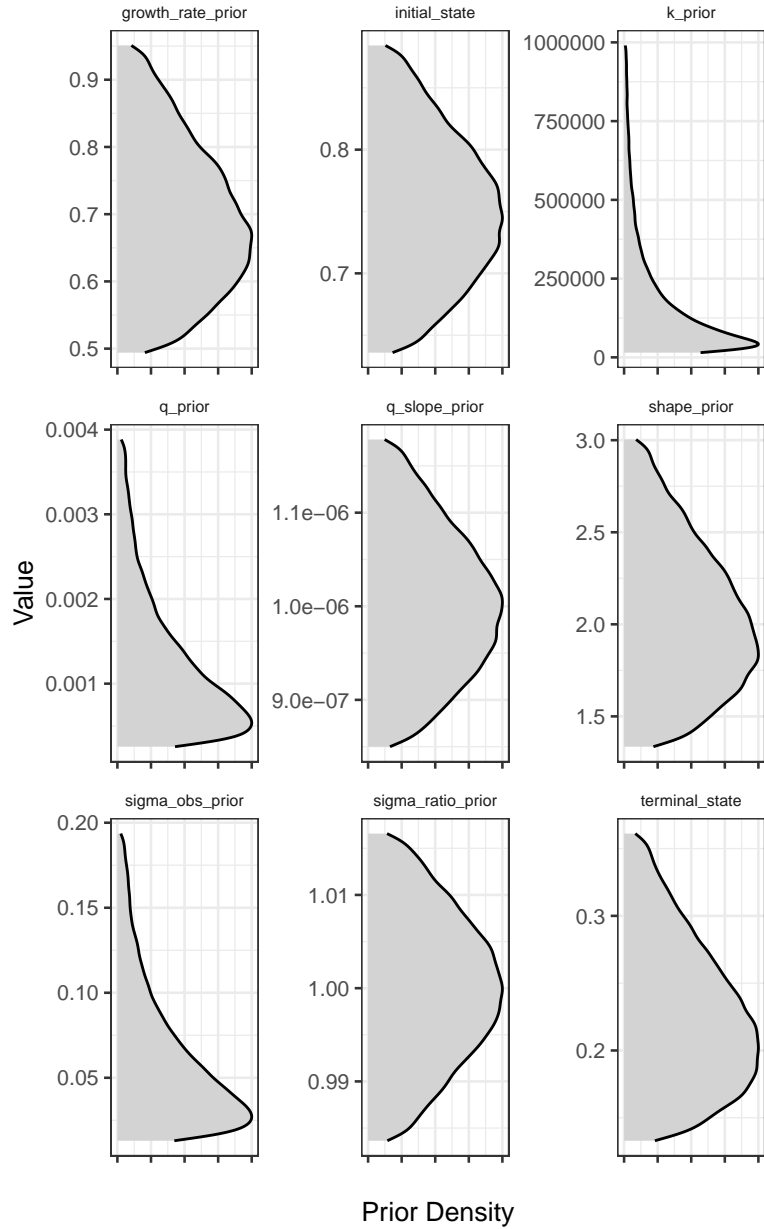 growth_rate_prior
0.9
0.8
0.7
0.6
0.5
initial_state
0.8
0.7
k_prior
1000000
750000
500000
250000
0
q_prior
0.004
0.003
0.002
0.001
q_slope_prior
1.1e−06
1.0e−06
9.0e−07
shape_prior
3.0
2.5
2.0
1.5
sigma_obs_prior
0.20
0.15
0.10
0.05
sigma_ratio_prior
1.01
1.00
0.99
terminal_state
0.3
0.2
Value
Prior Density